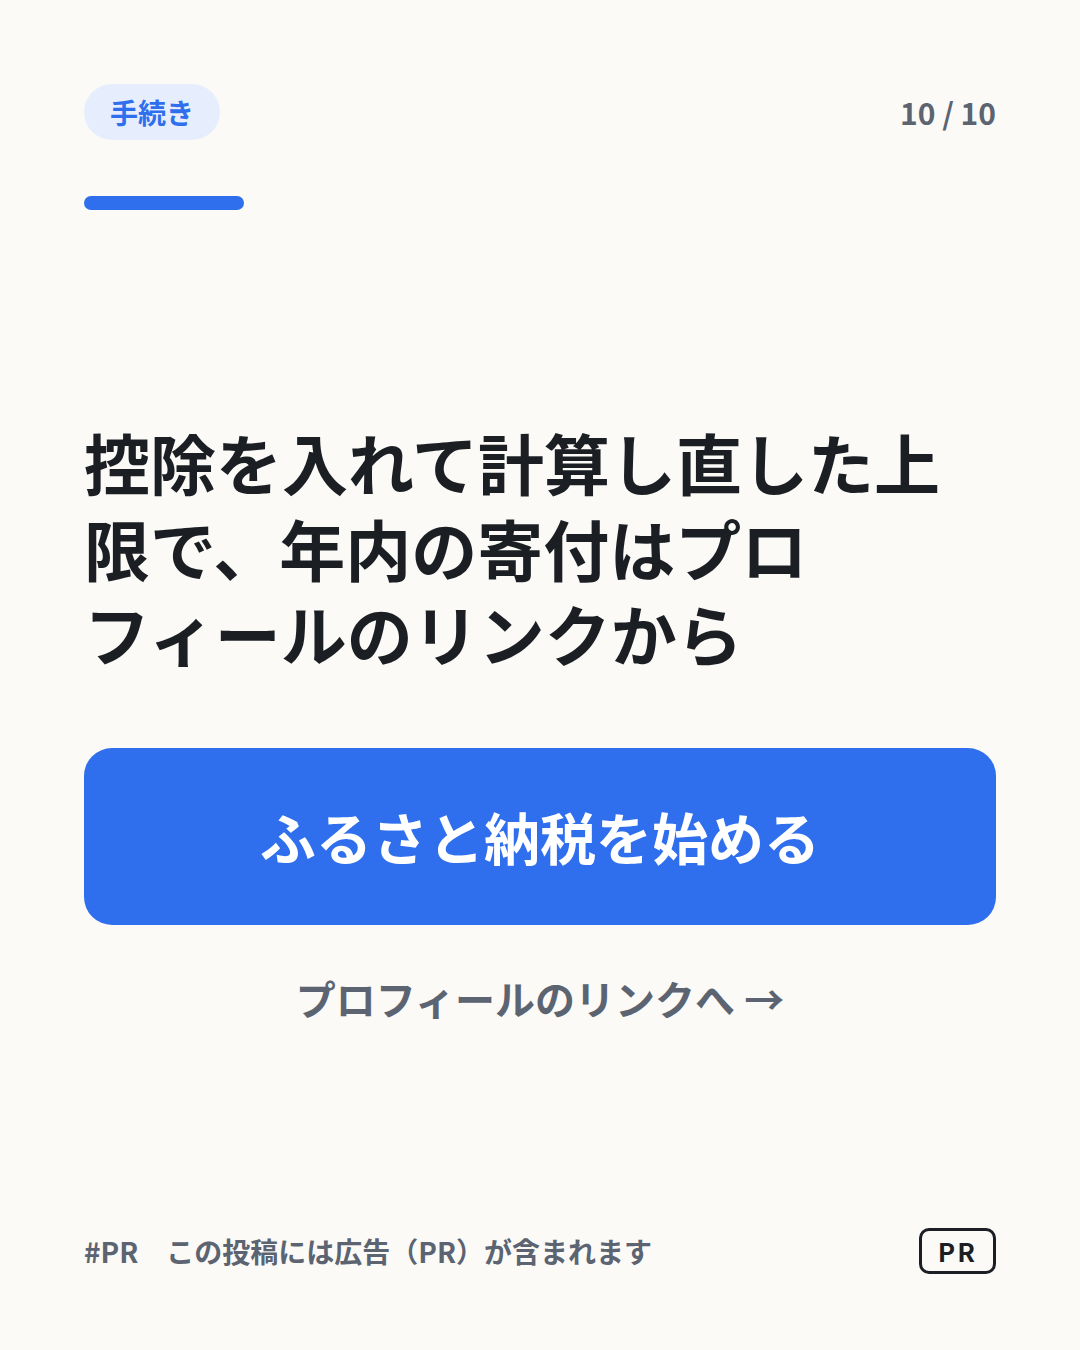 手続き
10 / 10
控除を入れて計算し直した上
限で、年内の寄付はプロ
フィールのリンクから
ふるさと納税を始める
プロフィールのリンクへ →
#PR　この投稿には広告（PR）が含まれます
PR